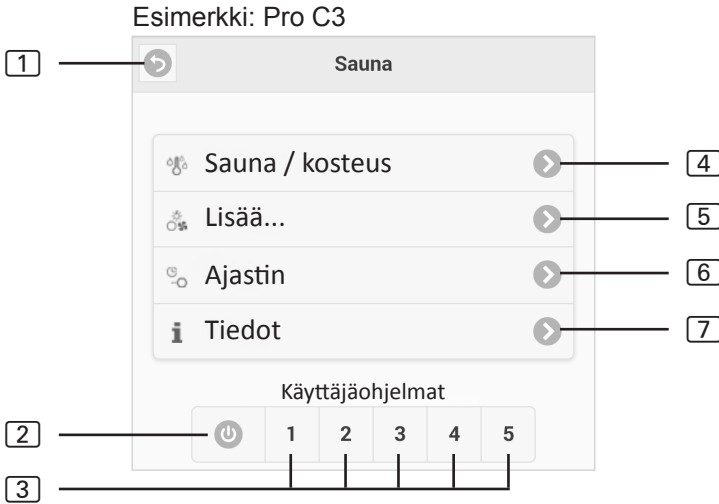 Esimerkki: Pro C3
1
Sauna
Sauna / kosteus
4
Lisää...
5
Ajastin
6
Tiedot
7
Käyttäjäohjelmat
2
1 2 3 4 5
3